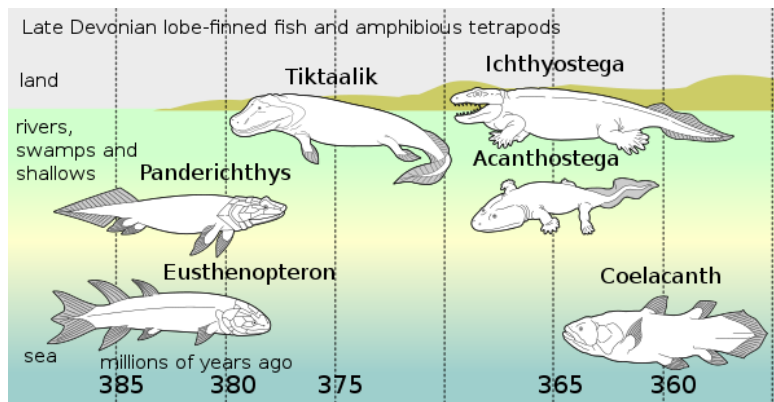 Late Devonian lobe-finned fish and amphibious tetrapods
land
Tiktaalik
Ichthyostega
rivers,
swamps and
shallows
Panderichthys
Acanthostega
Eusthenopteron
Coelacanth
sea
millions of years ago
385 380 375 365 360